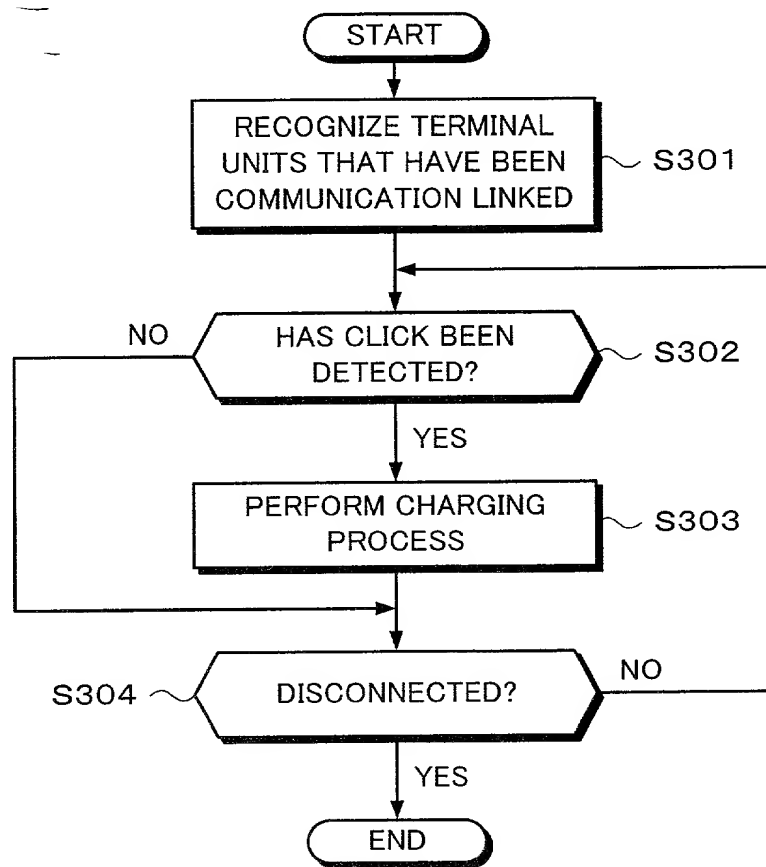 START
RECOGNIZE TERMINAL
UNITS THAT HAVE BEEN
COMMUNICATION LINKED
S301
NO
HAS CLICK BEEN
DETECTED?
S302
YES
PERFORM CHARGING
PROCESS
S303
S304
DISCONNECTED?
NO
YES
END